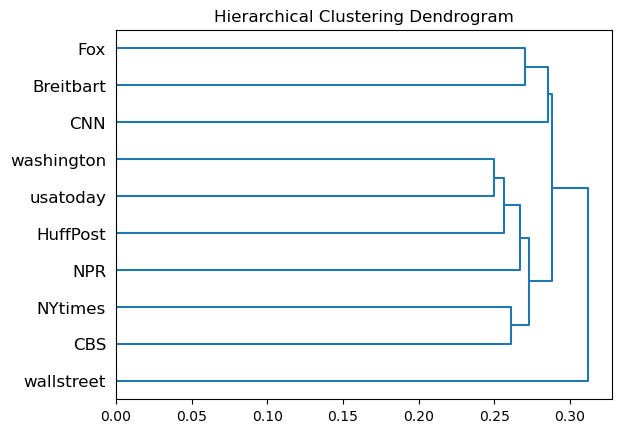 Hierarchical Clustering Dendrogram
Fox
Breitbart
CNN
washington
usatoday
HuffPost
NPR
NYtimes
CBS
wallstreet
0.00 0.05 0.10 0.15 0.20 0.25 0.30